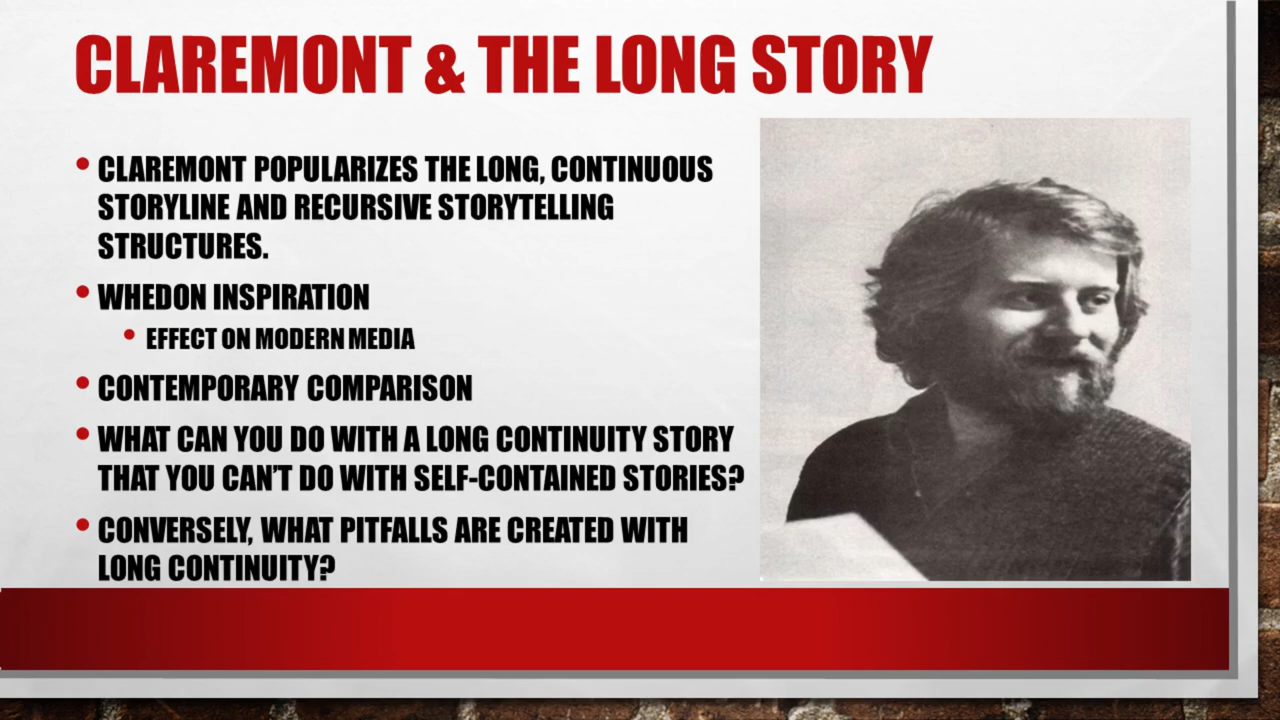 CLAREMONT & THE LONG STORY
• CLAREMONT POPULARIZES THE LONG, CONTINUOUS
STORYLINE AND RECURSIVE STORYTELLING
STRUCTURES.
• WHEDON INSPIRATION
• EFFECT ON MODERN MEDIA
• CONTEMPORARY COMPARISON
• WHAT CAN YOU DO WITH A LONG CONTINUITY STORY
THAT YOU CAN'T DO WITH SELF-CONTAINED STORIES?
• CONVERSELY, WHAT PITFALLS ARE CREATED WITH
LONG CONTINUITY?